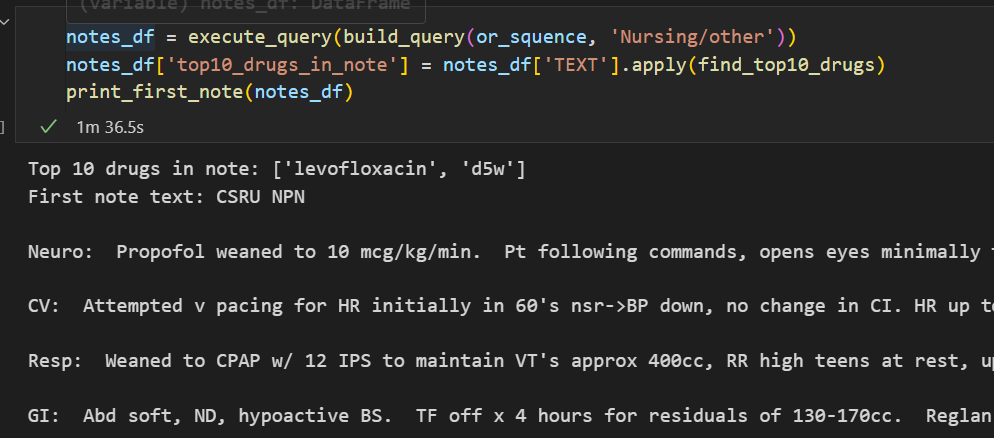 (variable) notes_df: DataFrame
notes_df = execute_query(build_query(or_squence, 'Nursing/other'))
notes_df['top10_drugs_in_note'] = notes_df['TEXT'].apply(find_top10_drugs)
print_first_note(notes_df)
] ✓ 1m 36.5s
Top 10 drugs in note: ['levofloxacin', 'd5w']
First note text: CSRU NPN
Neuro:  Propofol weaned to 10 mcg/kg/min.  Pt following commands, opens eyes minimally
CV:  Attempted v pacing for HR initially in 60's nsr->BP down, no change in CI. HR up
Resp:  Weaned to CPAP w/ 12 IPS to maintain VT's approx 400cc, RR high teens at rest,
GI:  Abd soft, ND, hypoactive BS.  TF off x 4 hours for residuals of 130-170cc.  Reglan